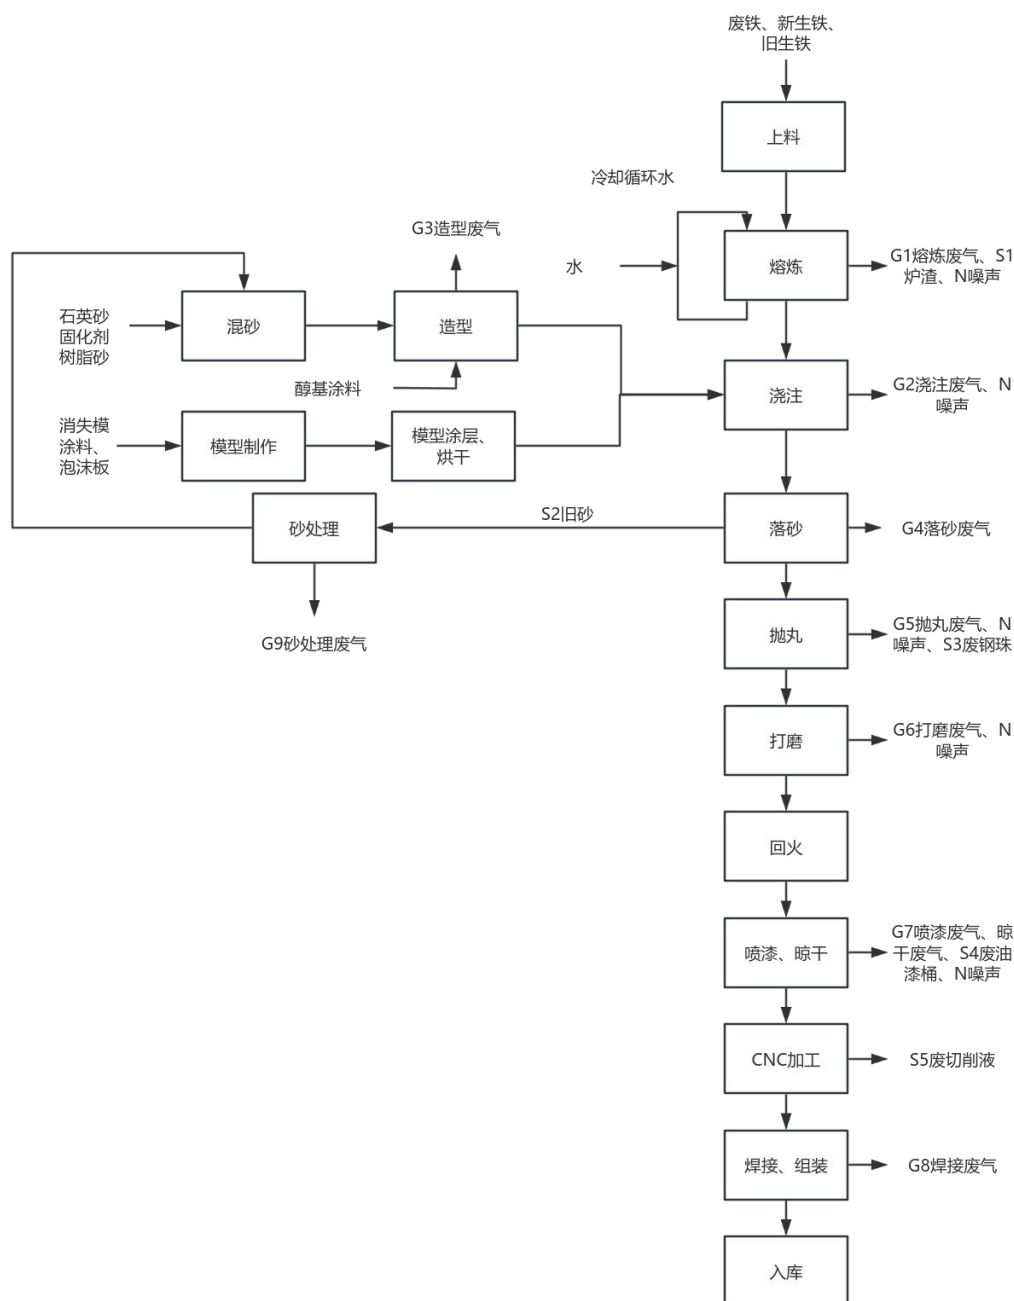 废铁、新生铁、
旧生铁
上料
冷却循环水
G3造型废气
水
熔炼
G1熔炼废气、S1
炉渣、N噪声
石英砂
固化剂
树脂砂
混砂
造型
醇基涂料
浇注
G2浇注废气、N
噪声
消失模
涂料、
泡沫板
模型制作
模型涂层、
烘干
砂处理
S2旧砂
落砂
G4落砂废气
G9砂处理废气
抛丸
G5抛丸废气、N
噪声、S3废钢珠
打磨
G6打磨废气、N
噪声
回火
喷漆、晾干
G7喷漆废气、晾
干废气、S4废油
漆桶、N噪声
CNC加工
S5废切削液
焊接、组装
G8焊接废气
入库